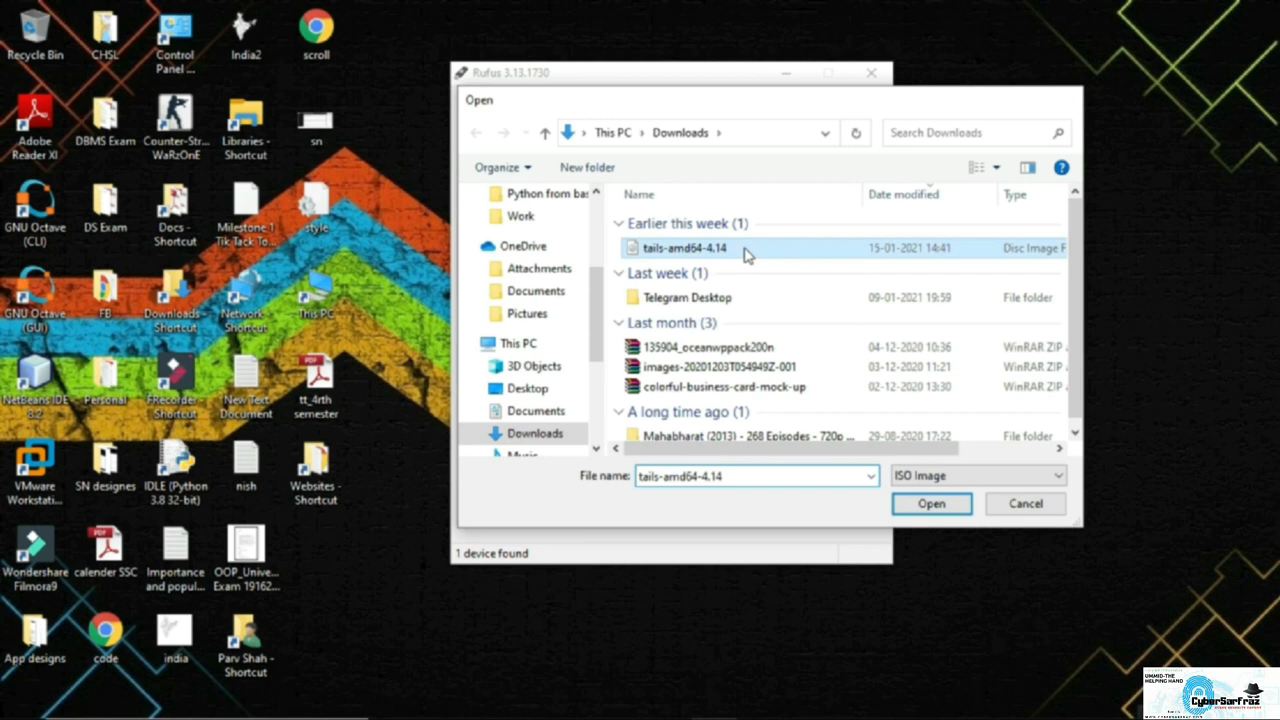 Recycle Bin
CHSL
Control
Panel ...
India2
scroll
Adobe
Reader XI
DBMS Exam
Counter-Str...
WaRzOnE
Libraries -
Shortcut
sn
GNU Octave
(CLI)
DS Exam
Docs -
Shortcut
Milestone 1
Tik Tack To...
style
GNU Octave
(GUI)
FB
Downloads -
Shortcut
Network -
Shortcut
This PC
NetBeans IDE
8.2
Personal
FRecorder -
Shortcut
New Text
Document
tt_4rth
semester
VMware
Workstati...
SN designes
IDLE (Python
3.8 32-bit)
nish
Websites -
Shortcut
Wondershare
Filmora9
calender SSC
Importance
and popul...
OOP_Unive...
Exam 19162...
App designs
code
india
Parv Shah -
Shortcut
Rufus 3.13.1730
Open
This PC > Downloads >
Search Downloads
Organize
New folder
Python from bas
Work
OneDrive
Attachments
Documents
Pictures
This PC
3D Objects
Desktop
Documents
Downloads
Music
Name Date modified Type
Earlier this week (1)
tails-amd64-4.14 15-01-2021 14:41 Disc Image F
Last week (1)
Telegram Desktop 09-01-2021 19:59 File folder
Last month (3)
135904_oceanwppack200n 04-12-2020 10:36 WinRAR ZIP
images-20201203T054949Z-001 03-12-2020 11:21 WinRAR ZIP
colorful-business-card-mock-up 02-12-2020 13:30 WinRAR ZIP
A long time ago (1)
Mahabharat (2013) - 268 Episodes - 720p ... 29-08-2020 17:22 File folder
File name: tails-amd64-4.14 ISO Image
Open Cancel
1 device found
UMMID-THE
HELPING HAND
CyberSarfraz